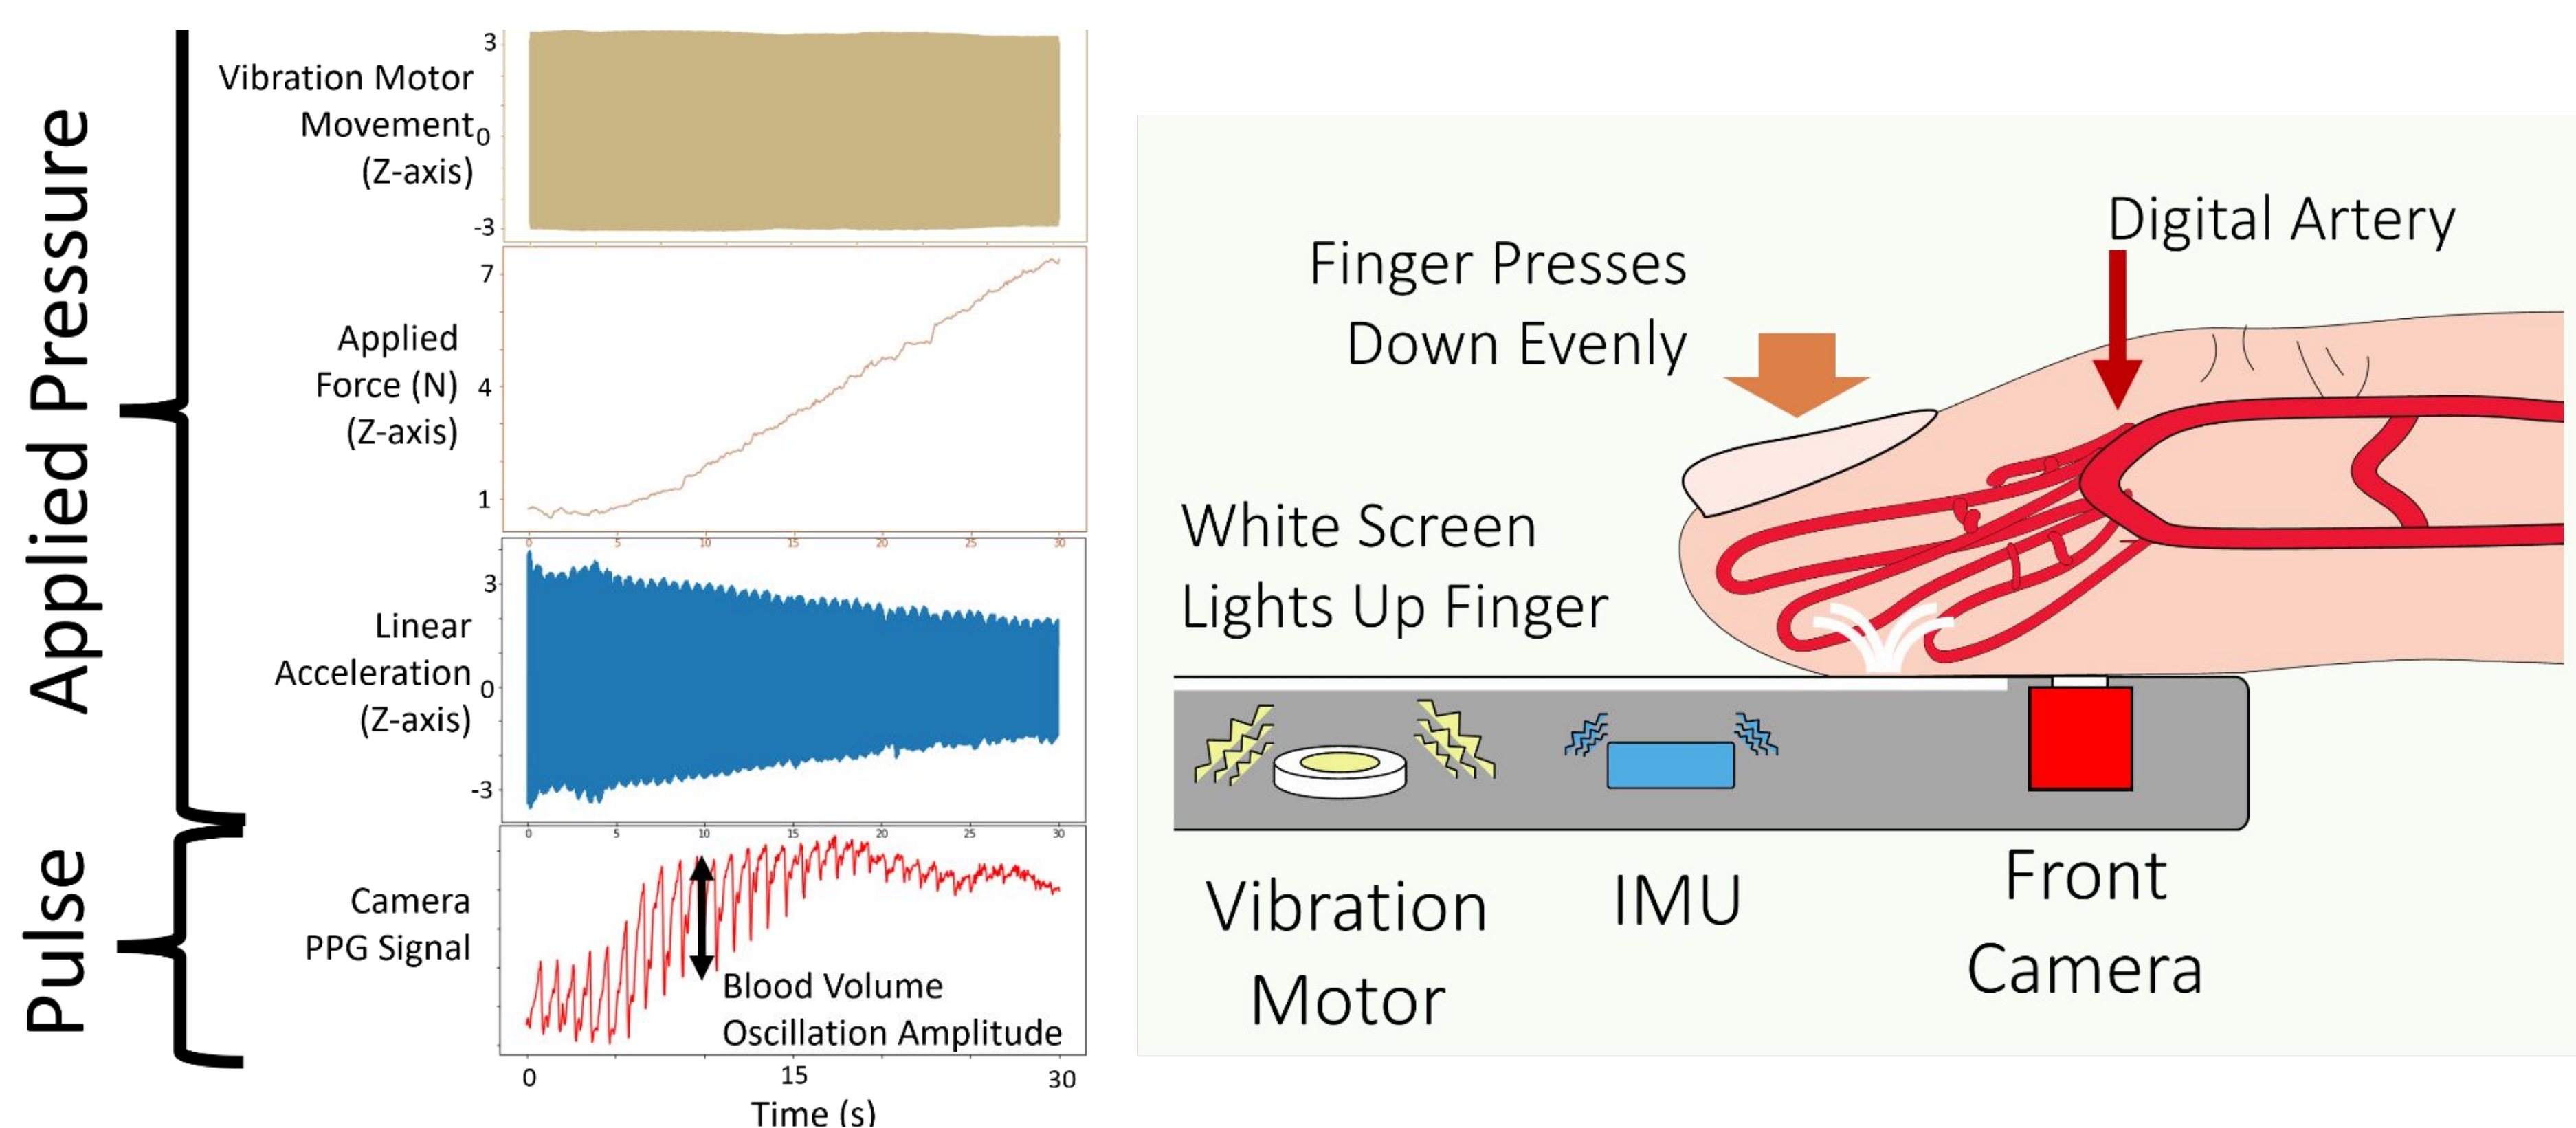 Applied Pressure
Vibration Motor
Movement
(Z-axis)
3
0
-3
Applied
Force (N)
(Z-axis)
7
4
1
0 5 10 15 20 25 30
Linear
Acceleration
(Z-axis)
3
0
-3
0 5 10 15 20 25 30
Pulse
Camera
PPG Signal
Blood Volume
Oscillation Amplitude
0 15 30
Time (s)
Digital Artery
Finger Presses
Down Evenly
White Screen
Lights Up Finger
Vibration
Motor
IMU
Front
Camera